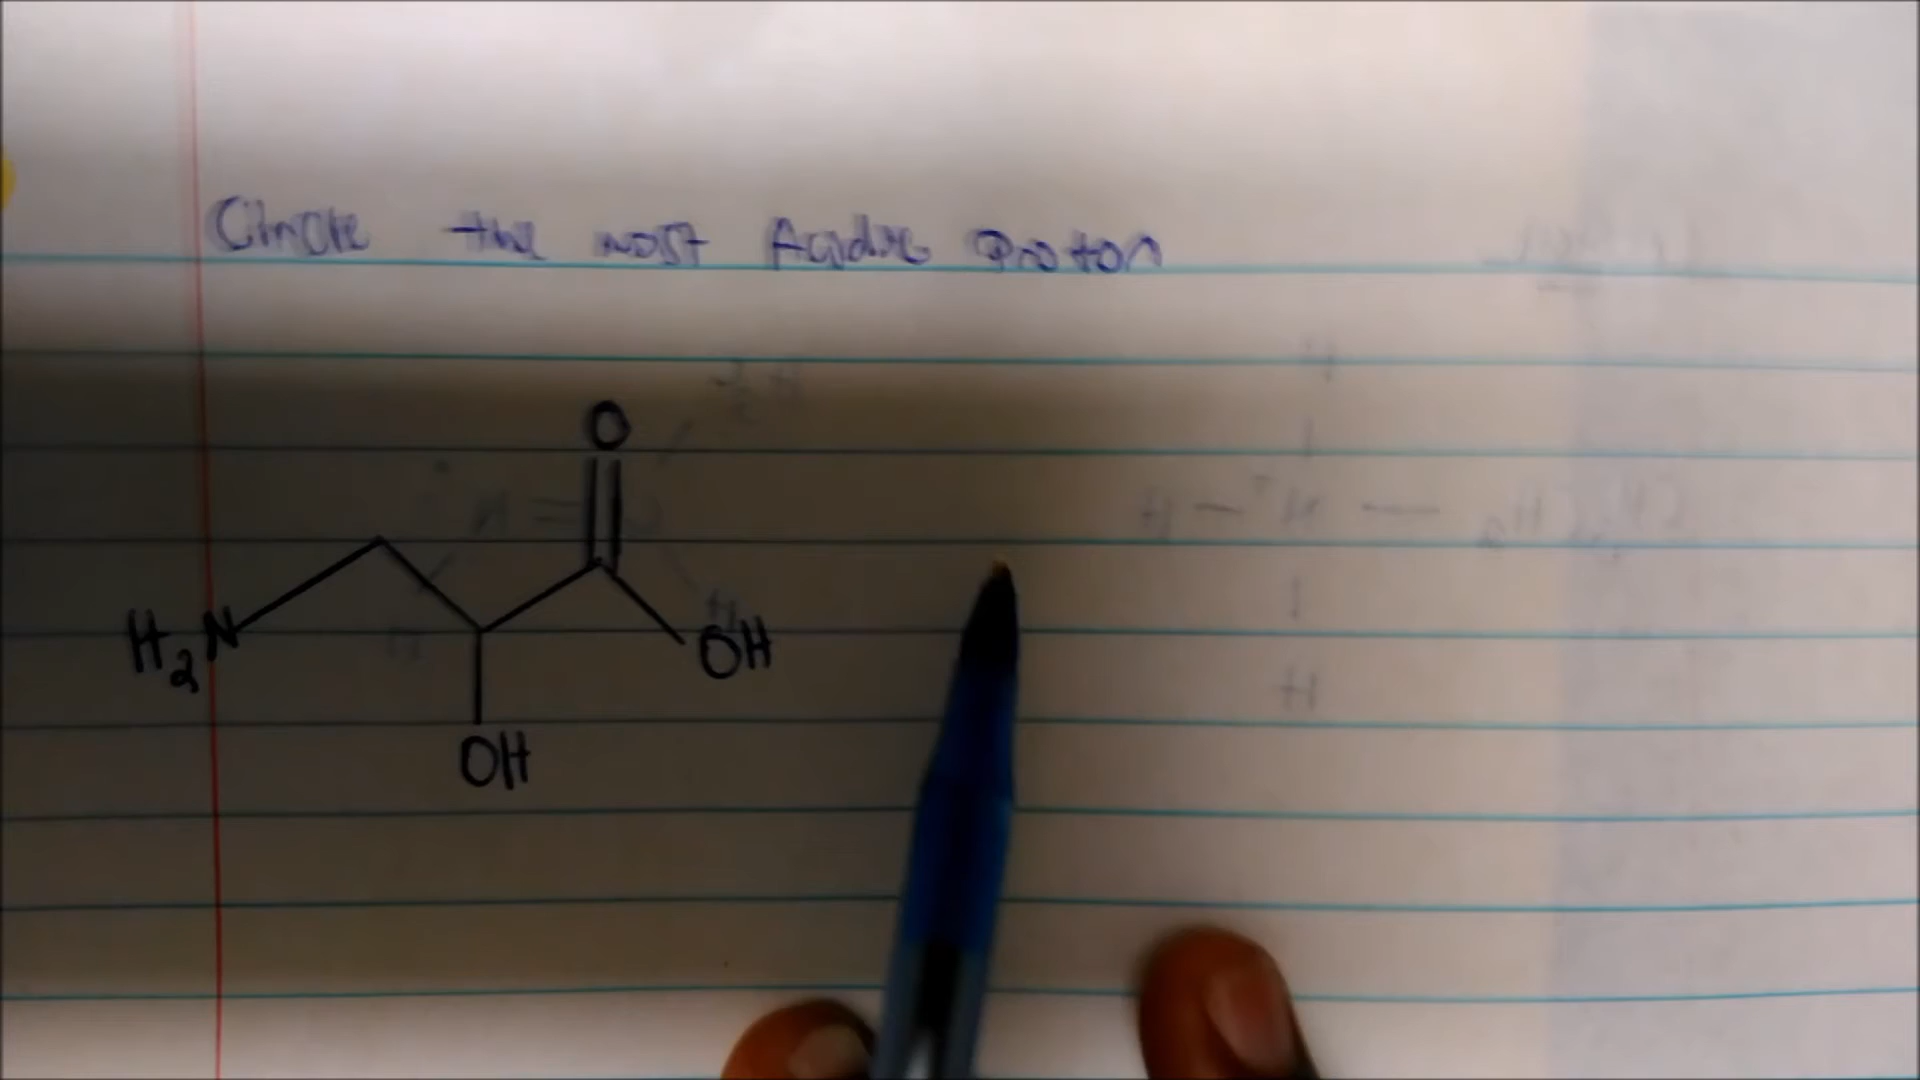 Circle the most Acidic Proton
O
H₂N
OH
OH